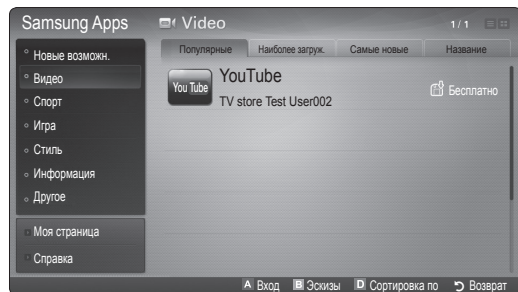 Samsung Apps
Video
1 / 1
Новые возможн.
Видео
Спорт
Игра
Стиль
Информация
Другое
Моя страница
Справка
Популярные Наиболее загруж. Самые новые Название
You Tube
YouTube
TV store Test User002
Бесплатно
A Вход B Эскизы D Сортировка по Возврат